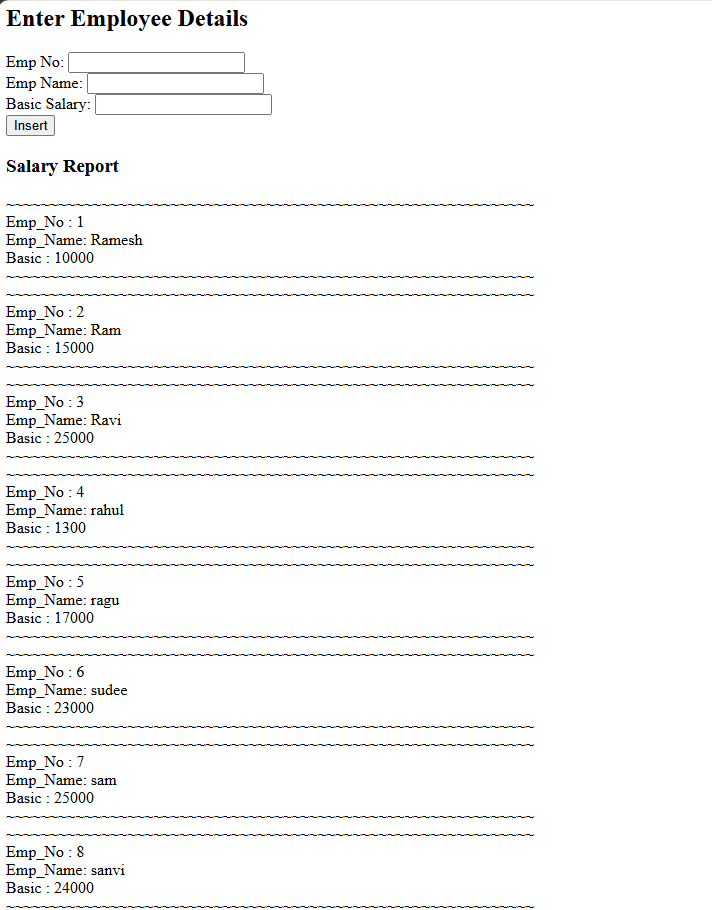 Enter Employee Details
Emp No:
Emp Name:
Basic Salary:
Insert
Salary Report
~~~~~~~~~~~~~~~~~~~~~~~~~~~~~~~~~~~~~~~~~~~~~~~~~~~~~~~~~~~~~~
Emp_No : 1
Emp_Name: Ramesh
Basic : 10000
~~~~~~~~~~~~~~~~~~~~~~~~~~~~~~~~~~~~~~~~~~~~~~~~~~~~~~~~~~~~~~
~~~~~~~~~~~~~~~~~~~~~~~~~~~~~~~~~~~~~~~~~~~~~~~~~~~~~~~~~~~~~~
Emp_No : 2
Emp_Name: Ram
Basic : 15000
~~~~~~~~~~~~~~~~~~~~~~~~~~~~~~~~~~~~~~~~~~~~~~~~~~~~~~~~~~~~~~
~~~~~~~~~~~~~~~~~~~~~~~~~~~~~~~~~~~~~~~~~~~~~~~~~~~~~~~~~~~~~~
Emp_No : 3
Emp_Name: Ravi
Basic : 25000
~~~~~~~~~~~~~~~~~~~~~~~~~~~~~~~~~~~~~~~~~~~~~~~~~~~~~~~~~~~~~~
~~~~~~~~~~~~~~~~~~~~~~~~~~~~~~~~~~~~~~~~~~~~~~~~~~~~~~~~~~~~~~
Emp_No : 4
Emp_Name: rahul
Basic : 1300
~~~~~~~~~~~~~~~~~~~~~~~~~~~~~~~~~~~~~~~~~~~~~~~~~~~~~~~~~~~~~~
~~~~~~~~~~~~~~~~~~~~~~~~~~~~~~~~~~~~~~~~~~~~~~~~~~~~~~~~~~~~~~
Emp_No : 5
Emp_Name: ragu
Basic : 17000
~~~~~~~~~~~~~~~~~~~~~~~~~~~~~~~~~~~~~~~~~~~~~~~~~~~~~~~~~~~~~~
~~~~~~~~~~~~~~~~~~~~~~~~~~~~~~~~~~~~~~~~~~~~~~~~~~~~~~~~~~~~~~
Emp_No : 6
Emp_Name: sudee
Basic : 23000
~~~~~~~~~~~~~~~~~~~~~~~~~~~~~~~~~~~~~~~~~~~~~~~~~~~~~~~~~~~~~~
~~~~~~~~~~~~~~~~~~~~~~~~~~~~~~~~~~~~~~~~~~~~~~~~~~~~~~~~~~~~~~
Emp_No : 7
Emp_Name: sam
Basic : 25000
~~~~~~~~~~~~~~~~~~~~~~~~~~~~~~~~~~~~~~~~~~~~~~~~~~~~~~~~~~~~~~
~~~~~~~~~~~~~~~~~~~~~~~~~~~~~~~~~~~~~~~~~~~~~~~~~~~~~~~~~~~~~~
Emp_No : 8
Emp_Name: sanvi
Basic : 24000
~~~~~~~~~~~~~~~~~~~~~~~~~~~~~~~~~~~~~~~~~~~~~~~~~~~~~~~~~~~~~~